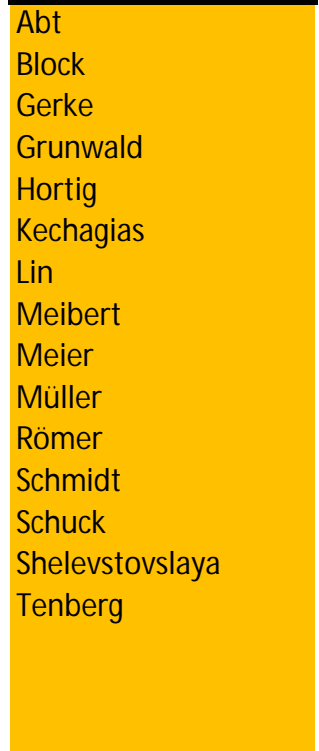 Abt
Block
Gerke
Grunwald
Hortig
Kechagias
Lin
Meibert
Meier
Müller
Römer
Schmidt
Schuck
Shelevstovslaya
Tenberg